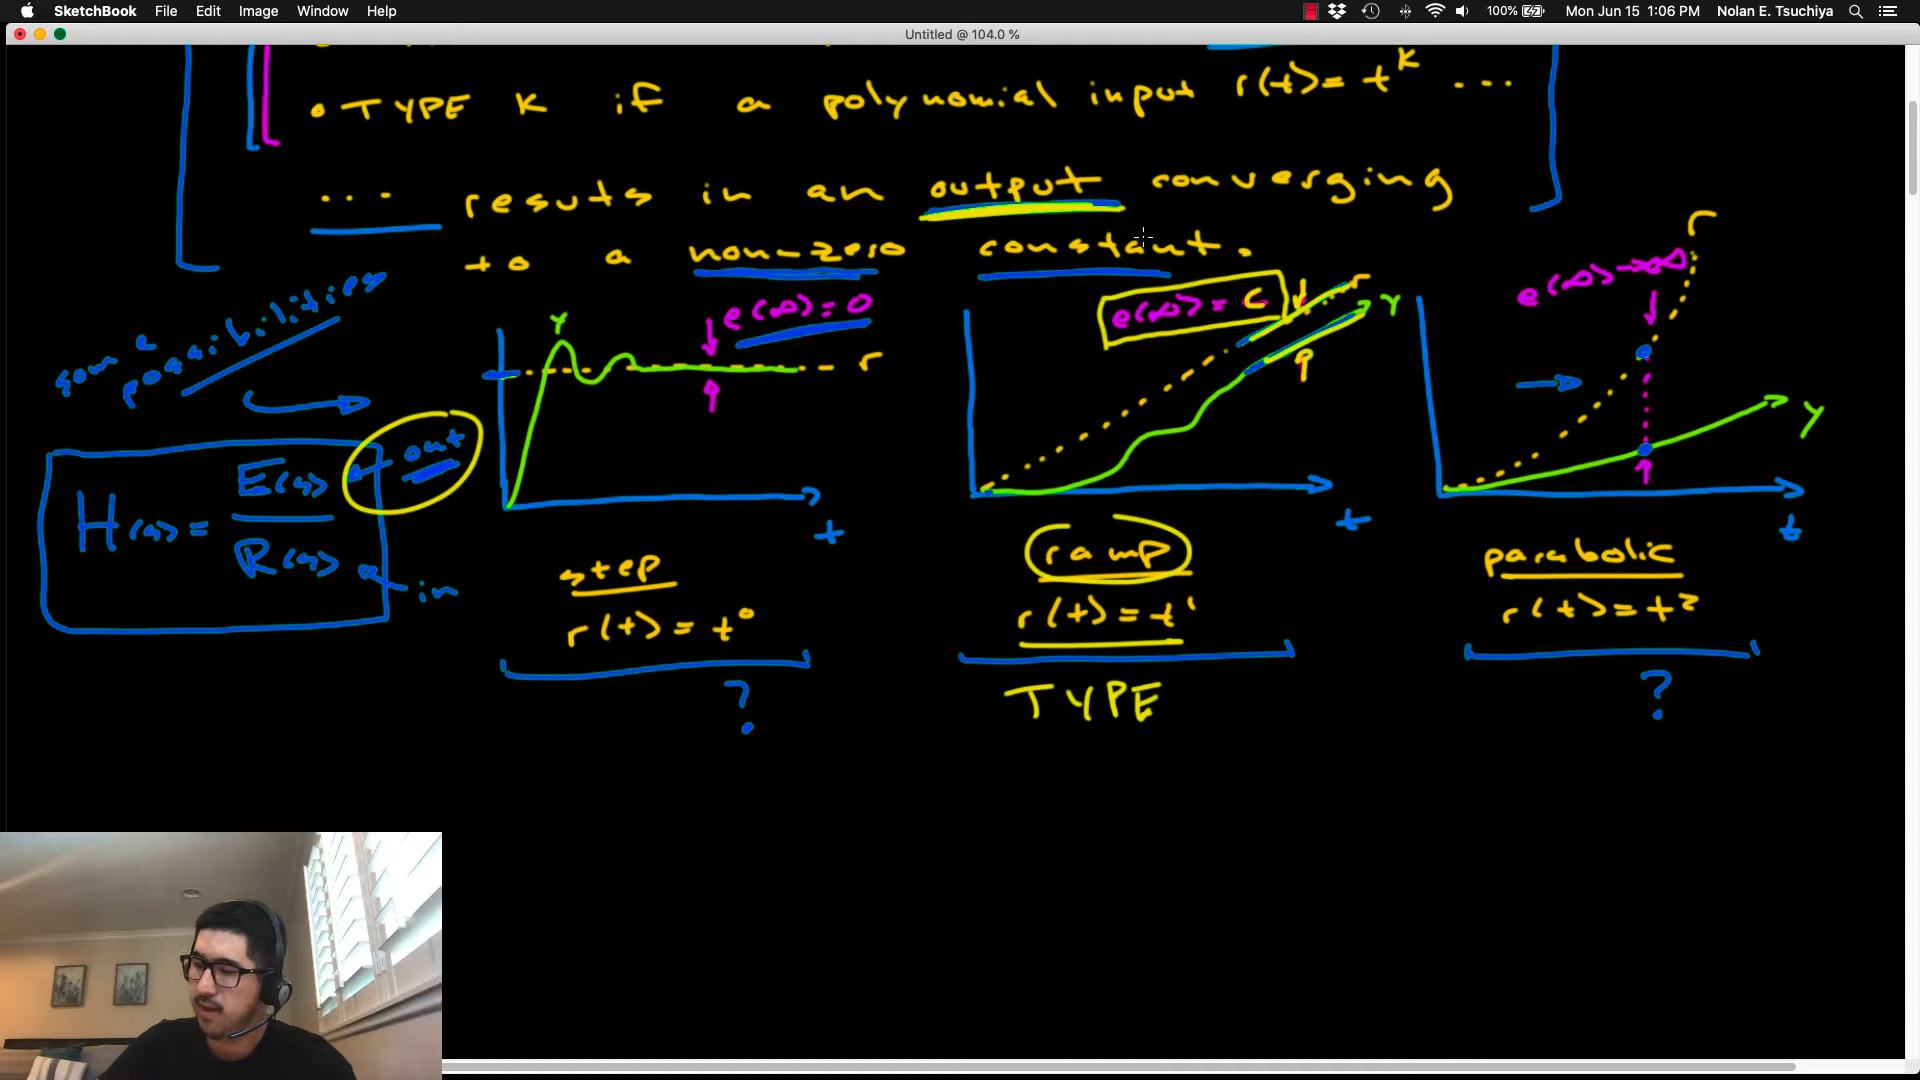 SketchBook File Edit Image Window Help 100% Mon Jun 15 1:06 PM Nolan E. Tsuchiya
Untitled @ 104.0 %
• TYPE K if a polynomial input r(t) = t^K ...
... resuts in an output converging
to a non-zero constant.
some possibilities
H(s) = E(s) / R(s)
out
in
Y
e(∞) = 0
r
t
step
r(t) = t^0
?
e(∞) = C
r
Y
t
ramp
r(t) = t^1
TYPE
r
e(∞) → ∞
Y
t
parabolic
r(t) = t^2
?